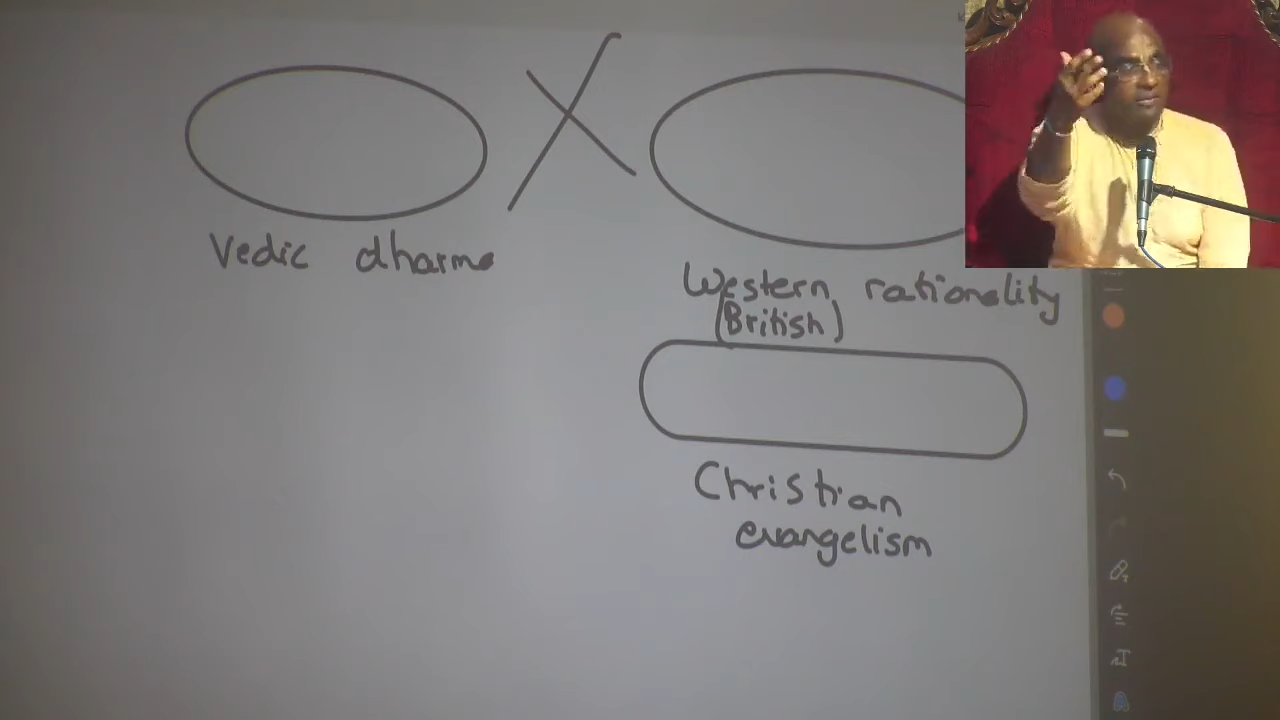 Vedic dharma
Western rationality
(British)
Christian
evangelism